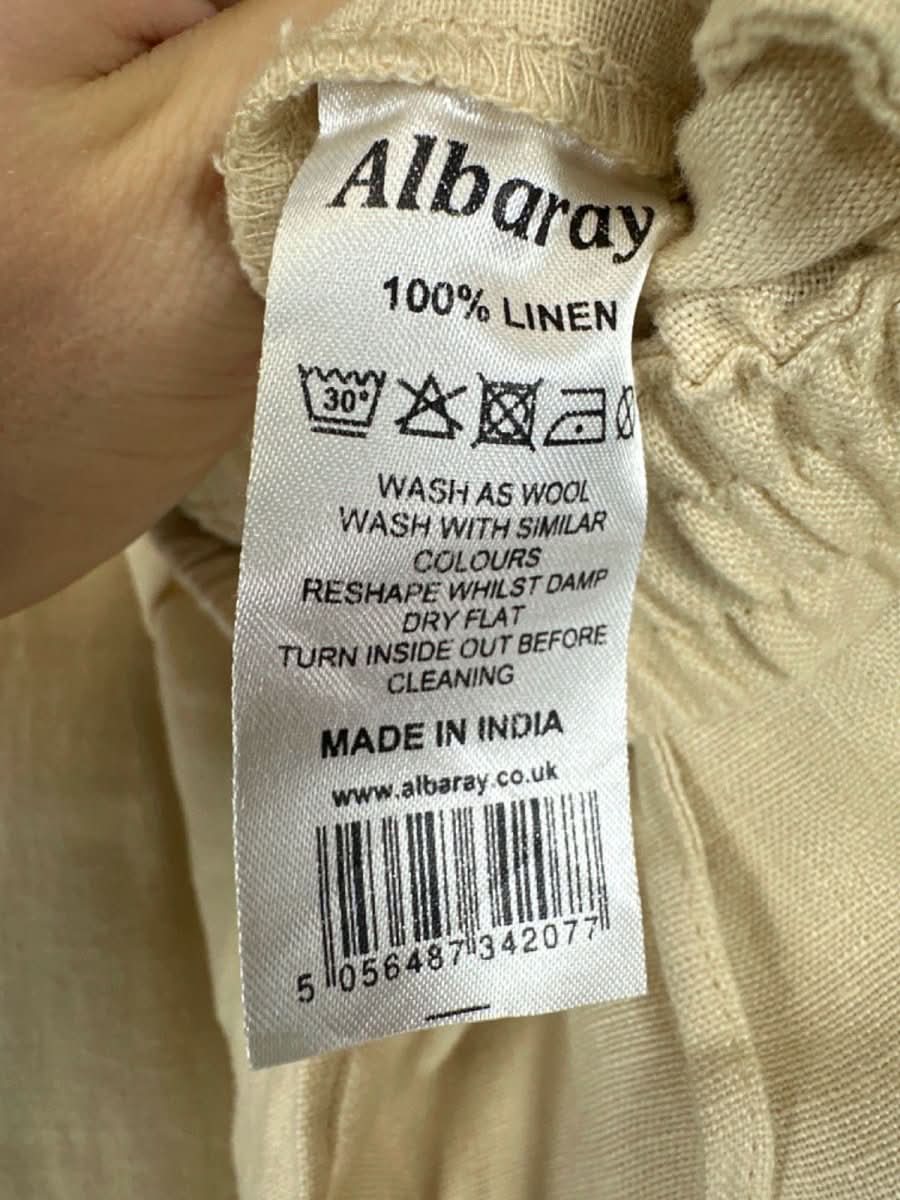 Albaray
100% LINEN
30°
WASH AS WOOL
WASH WITH SIMILAR
COLOURS
RESHAPE WHILST DAMP
DRY FLAT
TURN INSIDE OUT BEFORE
CLEANING
MADE IN INDIA
www.albaray.co.uk
5 056487 342077